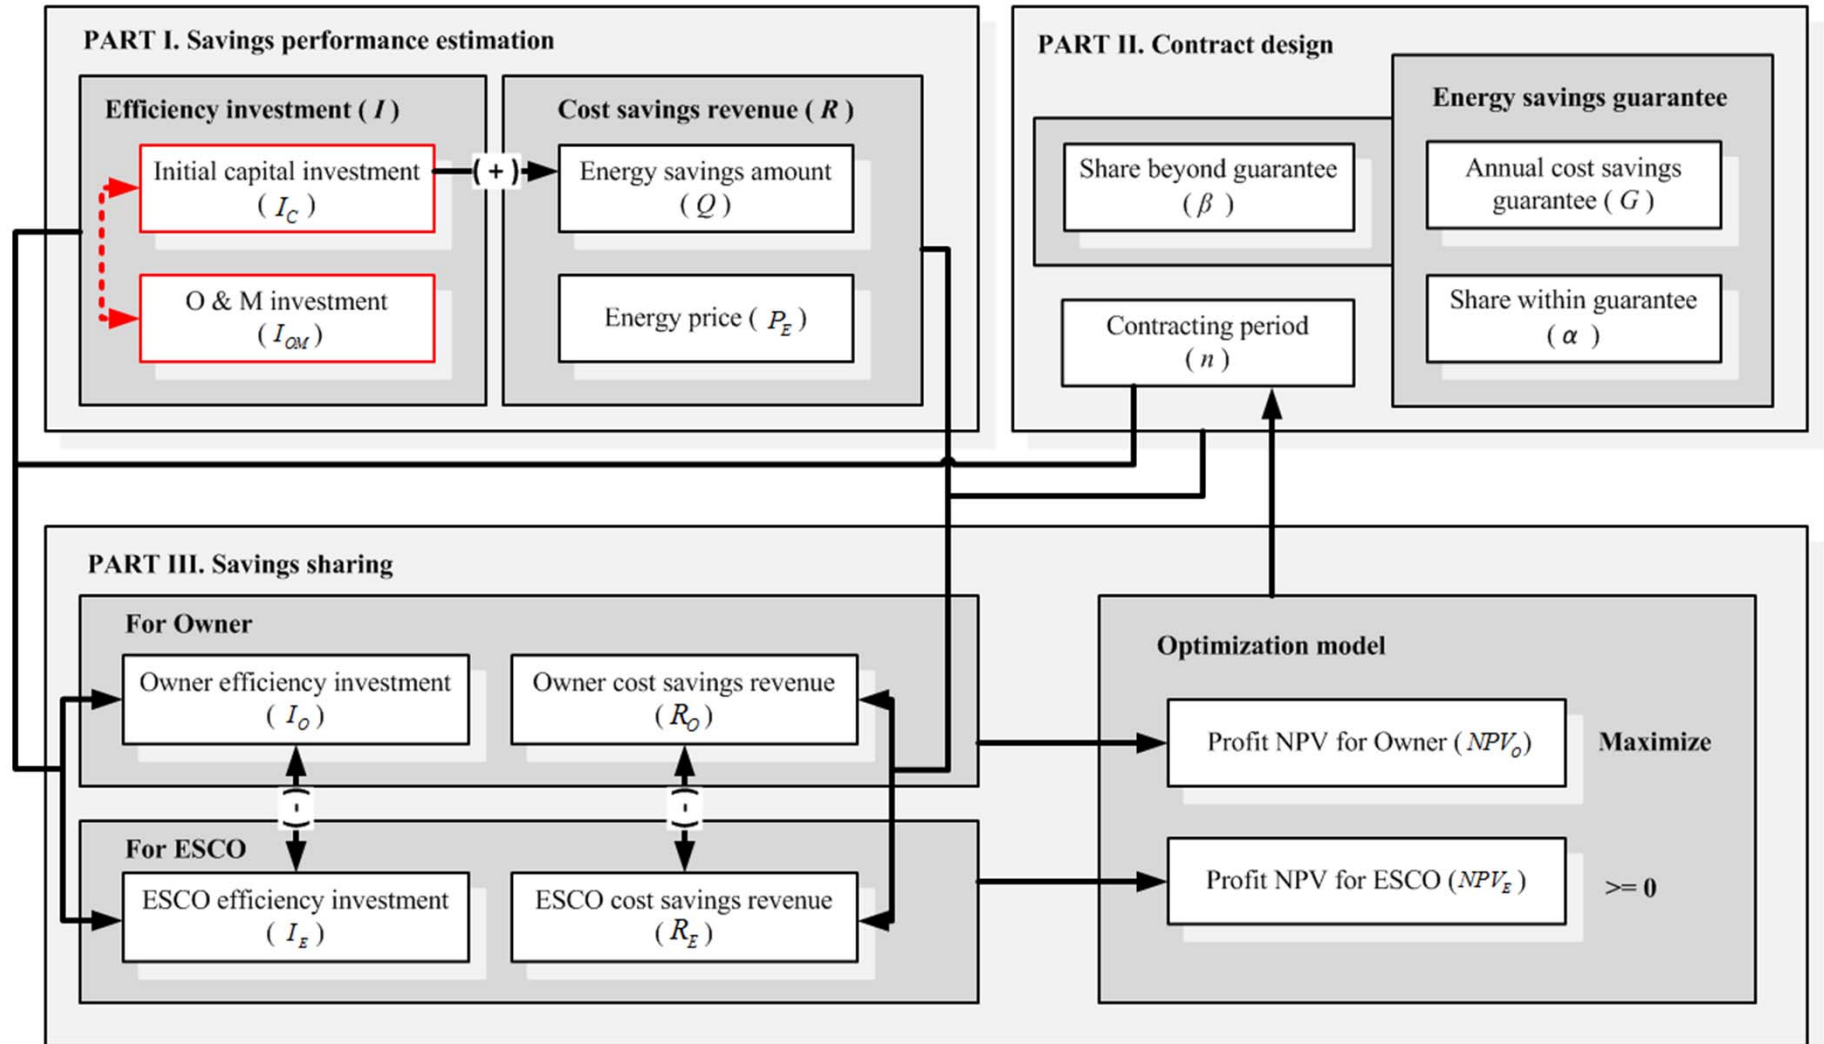 PART I. Savings performance estimation
Efficiency investment ( I )
Initial capital investment
( I_C )
O & M investment
( I_OM )
( + )
Cost savings revenue ( R )
Energy savings amount
( Q )
Energy price ( P_E )
PART II. Contract design
Share beyond guarantee
( β )
Contracting period
( n )
Energy savings guarantee
Annual cost savings
guarantee ( G )
Share within guarantee
( α )
PART III. Savings sharing
For Owner
Owner efficiency investment
( I_O )
Owner cost savings revenue
( R_O )
( - )
( - )
For ESCO
ESCO efficiency investment
( I_E )
ESCO cost savings revenue
( R_E )
Optimization model
Profit NPV for Owner ( NPV_O )
Maximize
Profit NPV for ESCO ( NPV_E )
>= 0